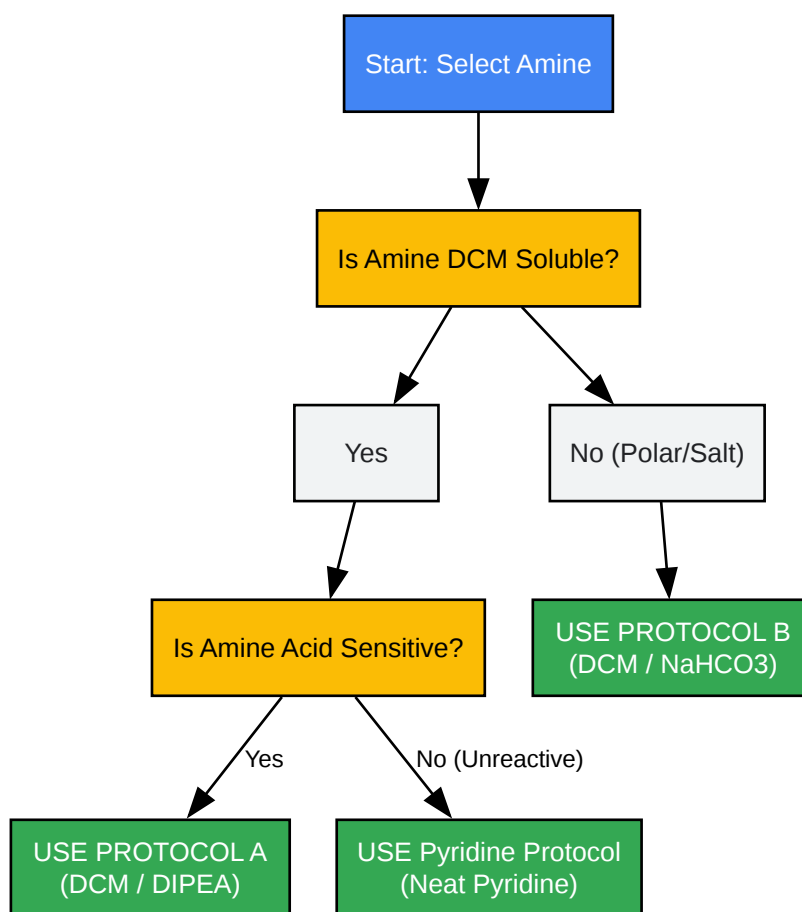 Start: Select Amine
Is Amine DCM Soluble?
Yes
No (Polar/Salt)
Is Amine Acid Sensitive?
USE PROTOCOL B
(DCM / NaHCO3)
Yes
No (Unreactive)
USE PROTOCOL A
(DCM / DIPEA)
USE Pyridine Protocol
(Neat Pyridine)